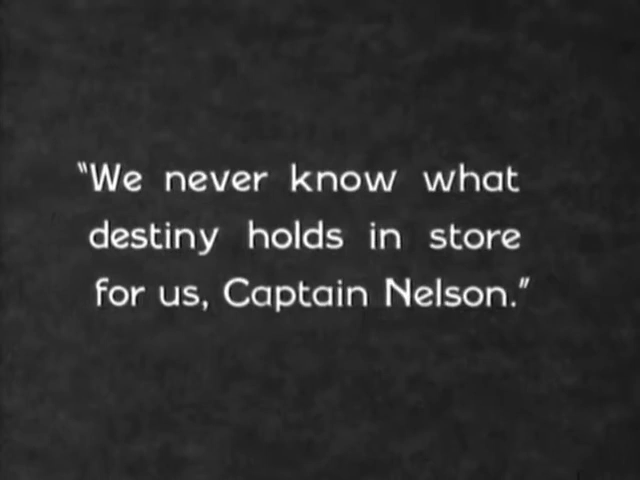 "We never know what
destiny holds in store
for us, Captain Nelson."